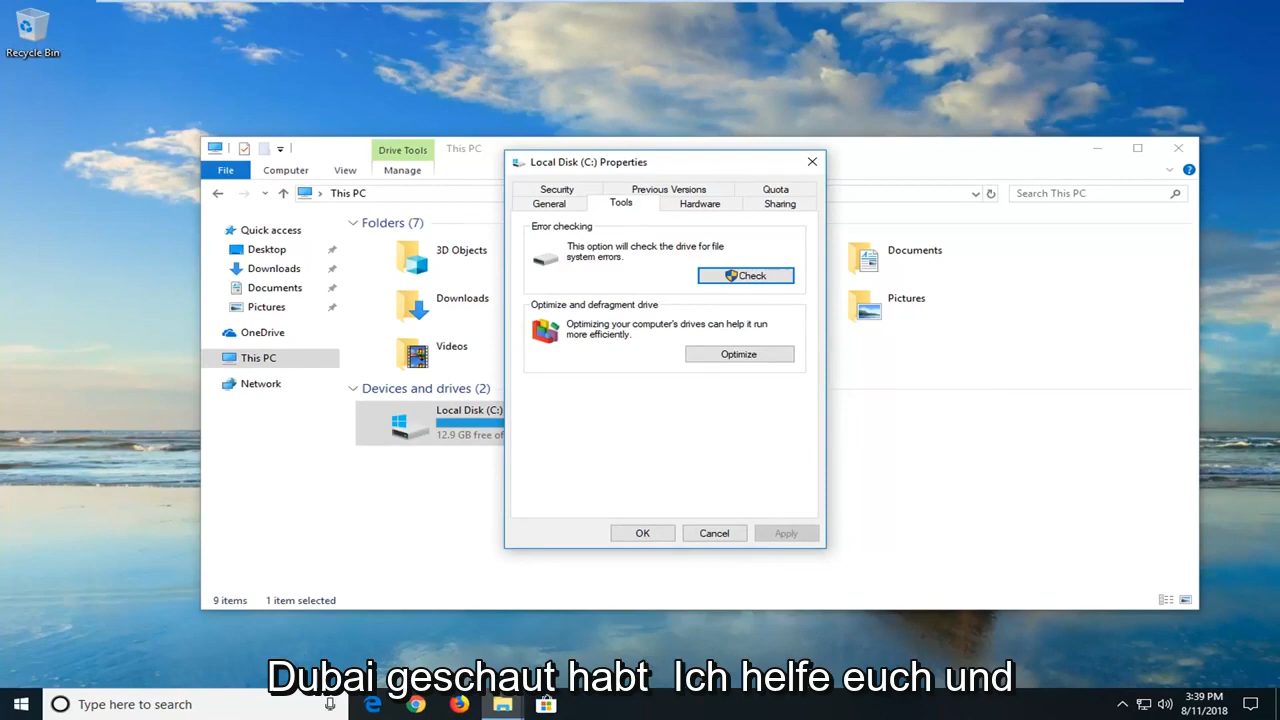 Recycle Bin
Drive Tools
This PC
File
Computer
View
Manage
This PC
Search This PC
Quick access
Desktop
Downloads
Documents
Pictures
OneDrive
This PC
Network
Folders (7)
3D Objects
Downloads
Videos
Documents
Pictures
Devices and drives (2)
Local Disk (C:)
12.9 GB free of
Local Disk (C:) Properties
Security
Previous Versions
Quota
General
Tools
Hardware
Sharing
Error checking
This option will check the drive for file
system errors.
Check
Optimize and defragment drive
Optimizing your computer's drives can help it run
more efficiently.
Optimize
OK
Cancel
Apply
9 items
1 item selected
Dubai geschaut habt Ich helfe euch und
Type here to search
3:39 PM
8/11/2018